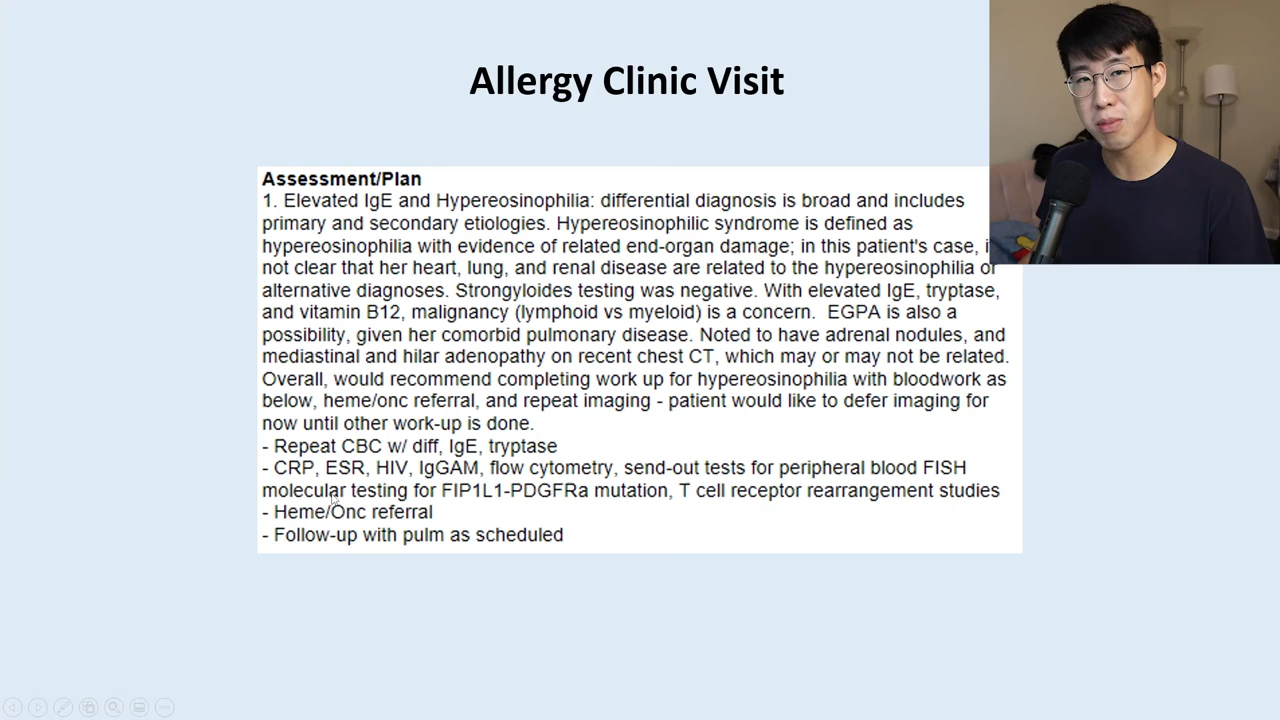 Allergy Clinic Visit
Assessment/Plan
1. Elevated IgE and Hypereosinophilia: differential diagnosis is broad and includes
primary and secondary etiologies. Hypereosinophilic syndrome is defined as
hypereosinophilia with evidence of related end-organ damage; in this patient's case,
not clear that her heart, lung, and renal disease are related to the hypereosinophilia or
alternative diagnoses. Strongyloides testing was negative. With elevated IgE, tryptase,
and vitamin B12, malignancy (lymphoid vs myeloid) is a concern. EGPA is also a
possibility, given her comorbid pulmonary disease. Noted to have adrenal nodules, and
mediastinal and hilar adenopathy on recent chest CT, which may or may not be related.
Overall, would recommend completing work up for hypereosinophilia with bloodwork as
below, heme/onc referral, and repeat imaging - patient would like to defer imaging for
now until other work-up is done.
- Repeat CBC w/ diff, IgE, tryptase
- CRP, ESR, HIV, IgGAM, flow cytometry, send-out tests for peripheral blood FISH
molecular testing for FIP1L1-PDGFRa mutation, T cell receptor rearrangement studies
- Heme/Onc referral
- Follow-up with pulm as scheduled